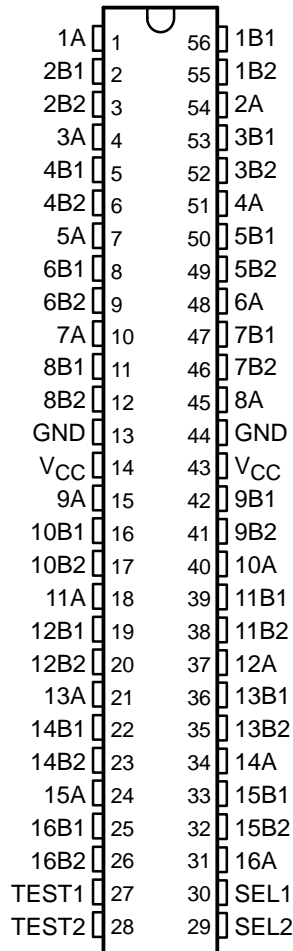 1A 1 56 1B1
2B1 2 55 1B2
2B2 3 54 2A
3A 4 53 3B1
4B1 5 52 3B2
4B2 6 51 4A
5A 7 50 5B1
6B1 8 49 5B2
6B2 9 48 6A
7A 10 47 7B1
8B1 11 46 7B2
8B2 12 45 8A
GND 13 44 GND
VCC 14 43 VCC
9A 15 42 9B1
10B1 16 41 9B2
10B2 17 40 10A
11A 18 39 11B1
12B1 19 38 11B2
12B2 20 37 12A
13A 21 36 13B1
14B1 22 35 13B2
14B2 23 34 14A
15A 24 33 15B1
16B1 25 32 15B2
16B2 26 31 16A
TEST1 27 30 SEL1
TEST2 28 29 SEL2